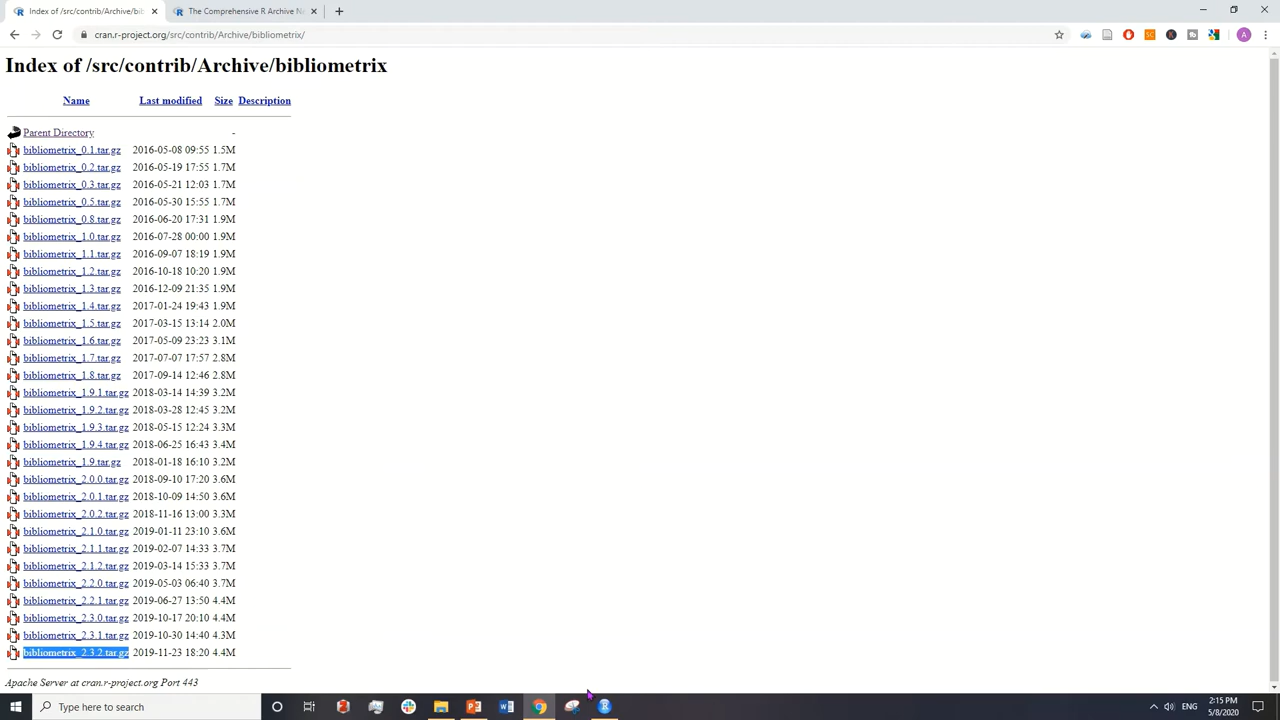 Index of /src/contrib/Archive/bib
The Comprehensive R Archive Ne
cran.r-project.org/src/contrib/Archive/bibliometrix/
Index of /src/contrib/Archive/bibliometrix
Name Last modified Size Description
Parent Directory -
bibliometrix_0.1.tar.gz 2016-05-08 09:55 1.5M
bibliometrix_0.2.tar.gz 2016-05-19 17:55 1.7M
bibliometrix_0.3.tar.gz 2016-05-21 12:03 1.7M
bibliometrix_0.5.tar.gz 2016-05-30 15:55 1.7M
bibliometrix_0.8.tar.gz 2016-06-20 17:31 1.9M
bibliometrix_1.0.tar.gz 2016-07-28 00:00 1.9M
bibliometrix_1.1.tar.gz 2016-09-07 18:19 1.9M
bibliometrix_1.2.tar.gz 2016-10-18 10:20 1.9M
bibliometrix_1.3.tar.gz 2016-12-09 21:35 1.9M
bibliometrix_1.4.tar.gz 2017-01-24 19:43 1.9M
bibliometrix_1.5.tar.gz 2017-03-15 13:14 2.0M
bibliometrix_1.6.tar.gz 2017-05-09 23:23 3.1M
bibliometrix_1.7.tar.gz 2017-07-07 17:57 2.8M
bibliometrix_1.8.tar.gz 2017-09-14 12:46 2.8M
bibliometrix_1.9.1.tar.gz 2018-03-14 14:39 3.2M
bibliometrix_1.9.2.tar.gz 2018-03-28 12:45 3.2M
bibliometrix_1.9.3.tar.gz 2018-05-15 12:24 3.3M
bibliometrix_1.9.4.tar.gz 2018-06-25 16:43 3.4M
bibliometrix_1.9.tar.gz 2018-01-18 16:10 3.2M
bibliometrix_2.0.0.tar.gz 2018-09-10 17:20 3.6M
bibliometrix_2.0.1.tar.gz 2018-10-09 14:50 3.6M
bibliometrix_2.0.2.tar.gz 2018-11-16 13:00 3.3M
bibliometrix_2.1.0.tar.gz 2019-01-11 23:10 3.6M
bibliometrix_2.1.1.tar.gz 2019-02-07 14:33 3.7M
bibliometrix_2.1.2.tar.gz 2019-03-14 15:33 3.7M
bibliometrix_2.2.0.tar.gz 2019-05-03 06:40 3.7M
bibliometrix_2.2.1.tar.gz 2019-06-27 13:50 4.4M
bibliometrix_2.3.0.tar.gz 2019-10-17 20:10 4.4M
bibliometrix_2.3.1.tar.gz 2019-10-30 14:40 4.3M
bibliometrix_2.3.2.tar.gz 2019-11-23 18:20 4.4M
Apache Server at cran.r-project.org Port 443
Type here to search
ENG
2:15 PM
5/8/2020